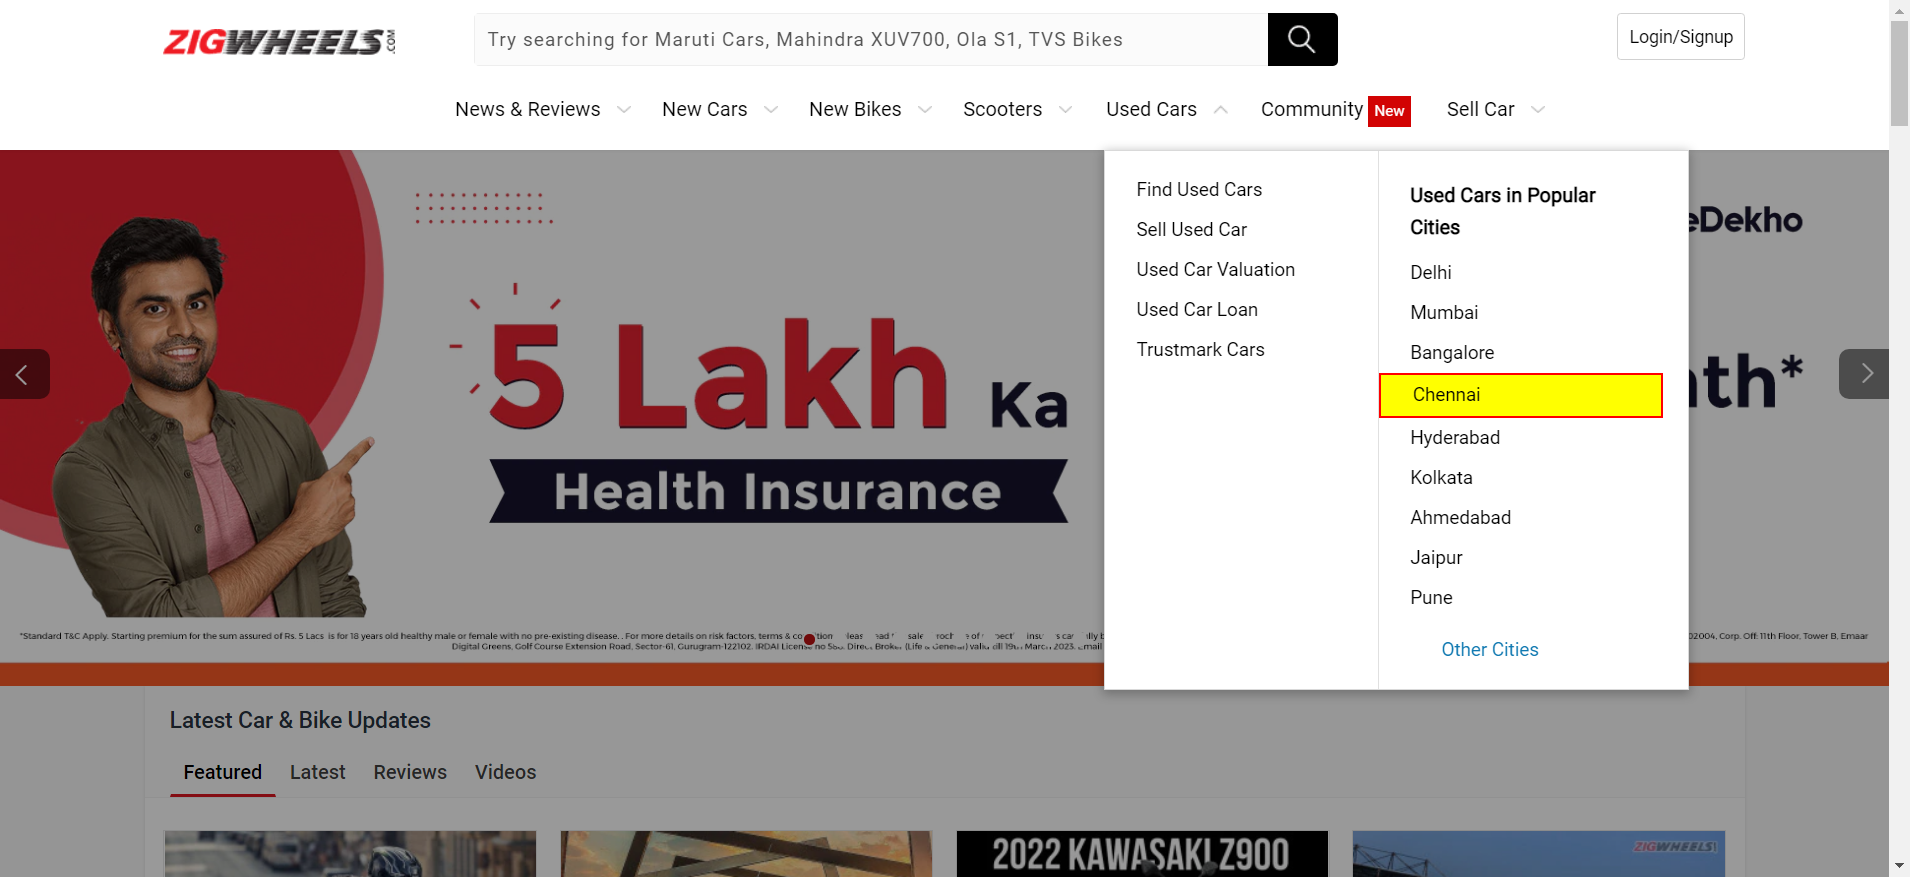 ZIGWHEELS.COM
Try searching for Maruti Cars, Mahindra XUV700, Ola S1, TVS Bikes
Login/Signup
News & Reviews New Cars New Bikes Scooters Used Cars Community New Sell Car
Find Used Cars
Sell Used Car
Used Car Valuation
Used Car Loan
Trustmark Cars
Used Cars in Popular
Cities
Delhi
Mumbai
Bangalore
Chennai
Hyderabad
Kolkata
Ahmedabad
Jaipur
Pune
Other Cities
eDekho
5 Lakh Ka
nth*
Health Insurance
*Standard T&C Apply. Starting premium for the sum assured of Rs. 5 Lacs is for 18 years old healthy male or female with no pre-existing disease. . For more details on risk factors, terms &
02004, Corp. Off: 11th Floor, Tower B, Emaar
Digital Greens, Golf Course Extension Road, Sector-61, Gurugram-122102. IRDAI License no
March 2023.
Latest Car & Bike Updates
Featured Latest Reviews Videos
2022 KAWASAKI Z900
ZIGWHEELS